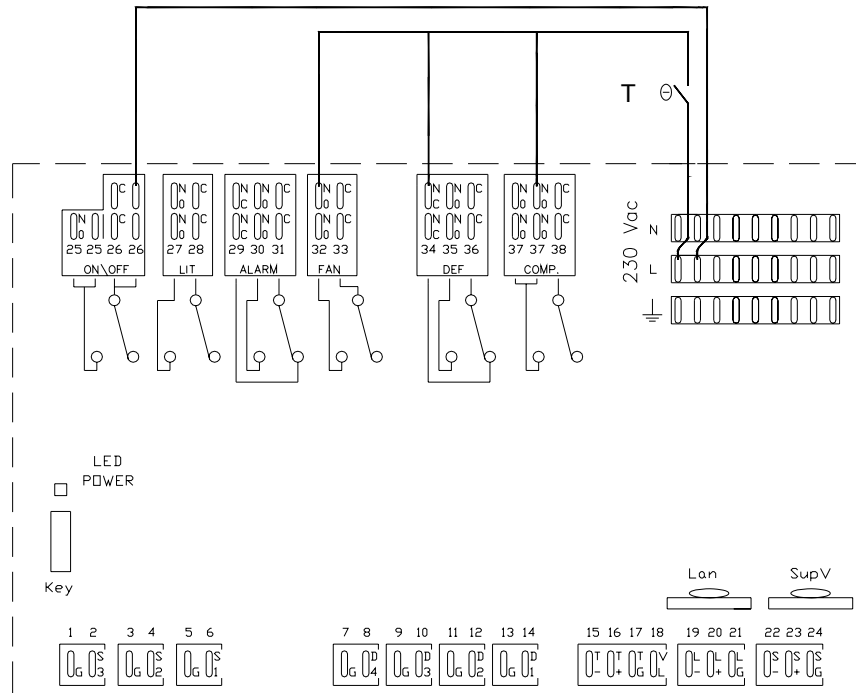 T
230 Vac
N
L
C
N O N O C C
25 25 26 26
ON\OFF
N O C
N O C
27 28
LIT
N C N O C
N C N O C
29 30 31
ALARM
N O C
N O C
32 33
FAN
N C N O C
N C N O C
34 35 36
DEF
N O N O C
N O N O C
37 37 38
COMP.
LED
POWER
Key
Lan
SupV
1 2
G S3
3 4
G S2
5 6
G S1
7 8
G D4
9 10
G D3
11 12
G D2
13 14
G D1
15 16 17 18
T- T+ TG VL
19 20 21
L- L+ LG
22 23 24
S- S+ SG